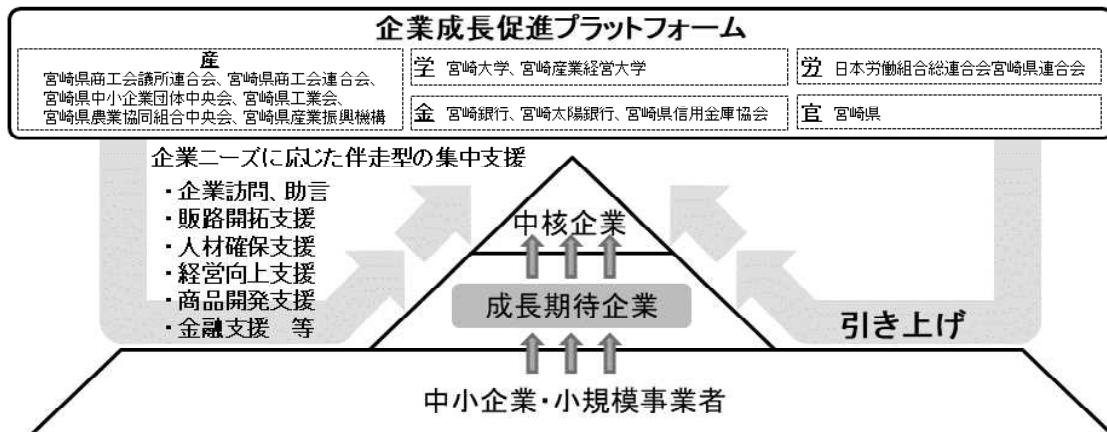 企業成長促進プラットフォーム
産
宮崎県商工会議所連合会、宮崎県商工会連合会、
宮崎県中小企業団体中央会、宮崎県工業会、
宮崎県農業協同組合中央会、宮崎県産業振興機構
学 宮崎大学、宮崎産業経営大学
金 宮崎銀行、宮崎太陽銀行、宮崎県信用金庫協会
労 日本労働組合総連合会宮崎県連合会
官 宮崎県
企業ニーズに応じた伴走型の集中支援
・企業訪問、助言
・販路開拓支援
・人材確保支援
・経営向上支援
・商品開発支援
・金融支援 等
中核企業
成長期待企業
引き上げ
中小企業・小規模事業者